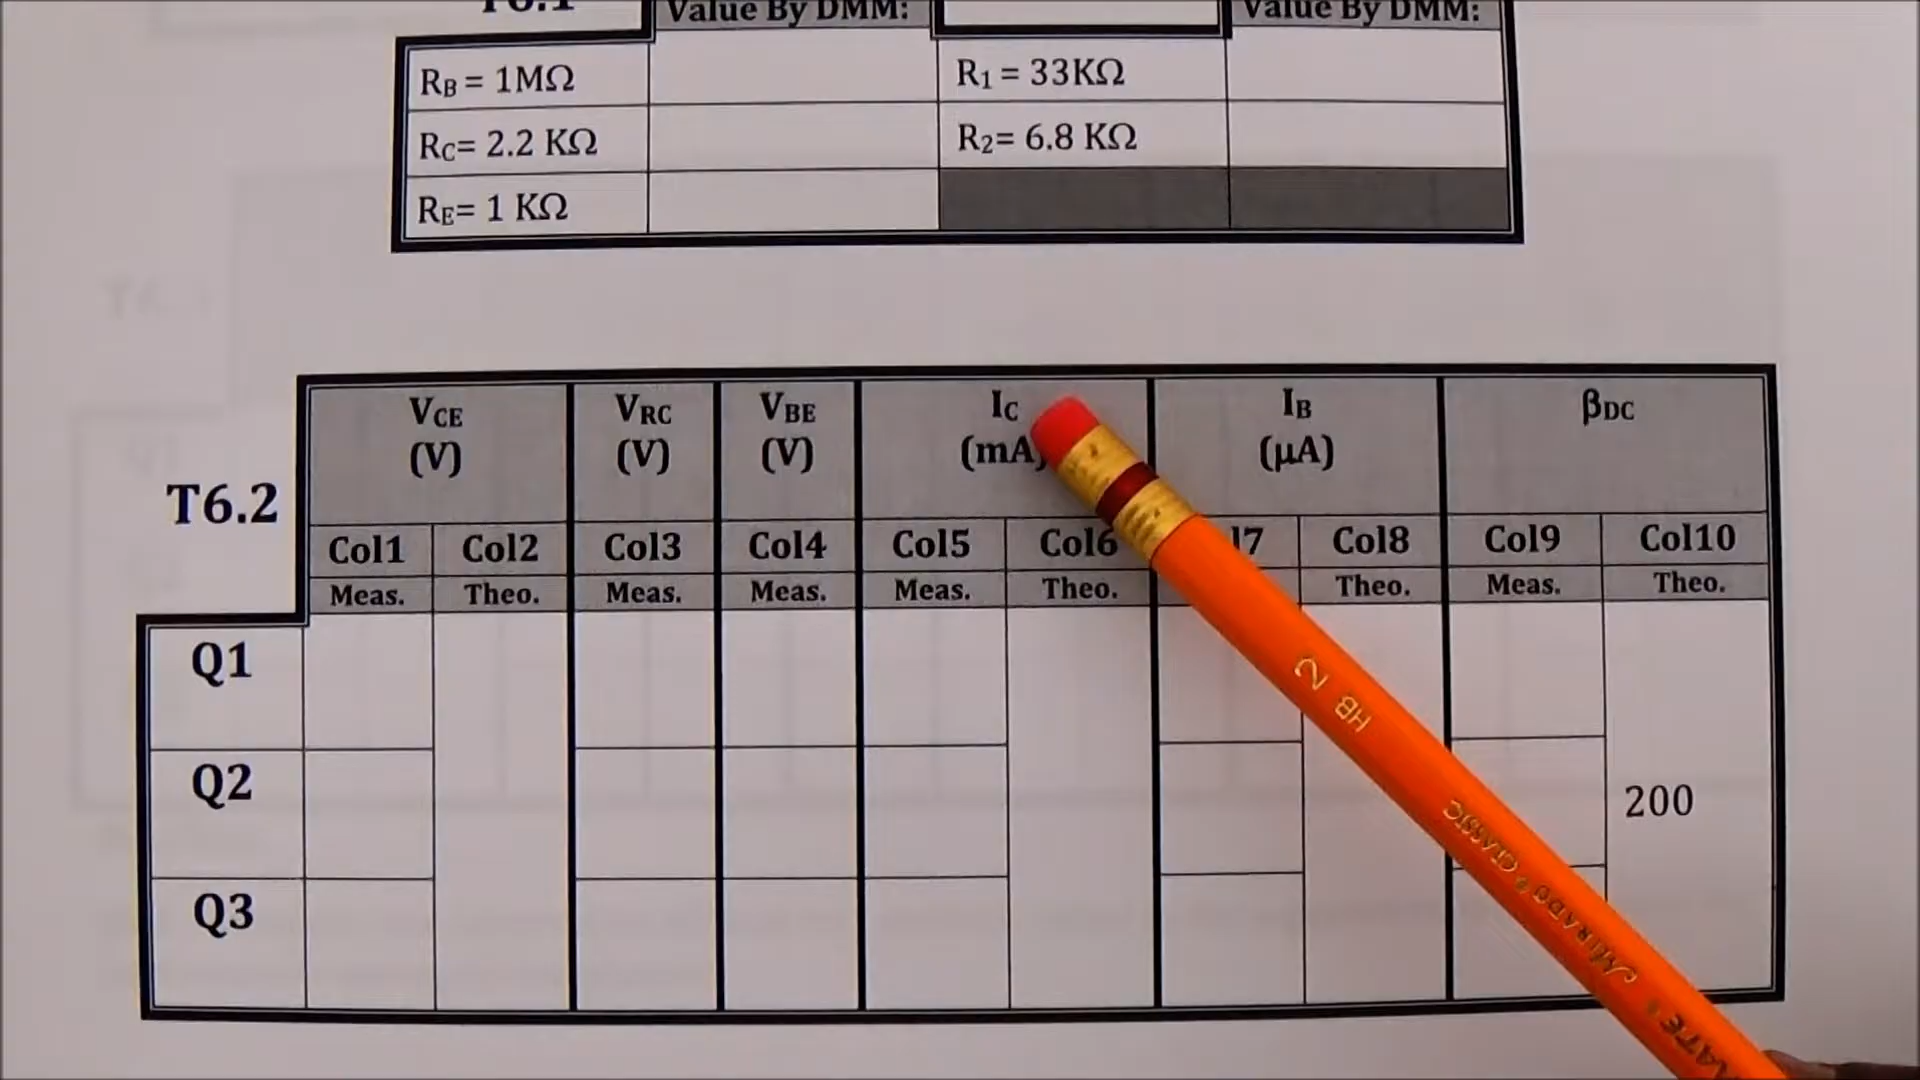 T6.1
Value By DMM:
Value By DMM:
RB = 1MΩ
R1 = 33KΩ
RC= 2.2 KΩ
R2= 6.8 KΩ
RE= 1 KΩ
T6.2
VCE
(V)
VRC
(V)
VBE
(V)
IC
(mA)
IB
(µA)
βDC
Col1 Col2 Col3 Col4 Col5 Col6 l7 Col8 Col9 Col10
Meas. Theo. Meas. Meas. Meas. Theo. Theo. Meas. Theo.
Q1
Q2
200
Q3
2 HB
CLASSIC • MIRADO